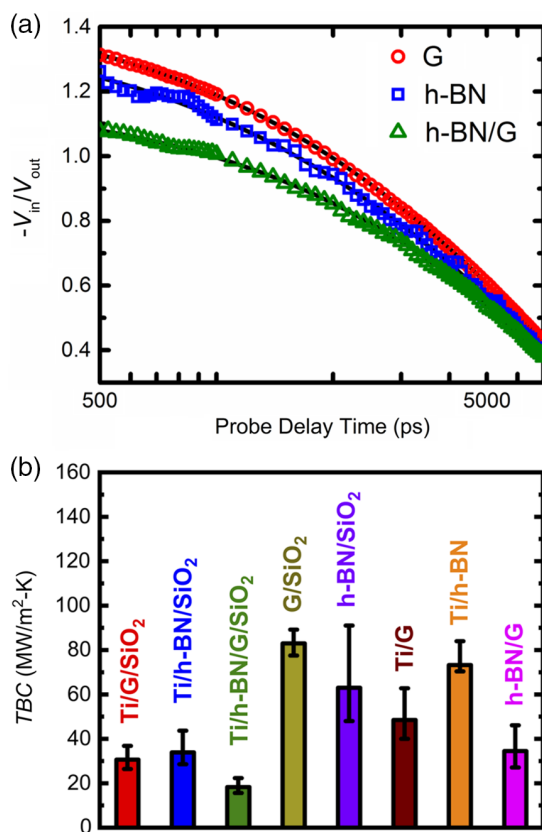 (a)
1.4
1.2
1.0
0.8
0.6
0.4
-V_in/V_out
G
h-BN
h-BN/G
500
5000
Probe Delay Time (ps)
(b)
160
140
120
100
80
60
40
20
0
TBC (MW/m²-K)
Ti/G/SiO₂
Ti/h-BN/SiO₂
Ti/h-BN/G/SiO₂
G/SiO₂
h-BN/SiO₂
Ti/G
Ti/h-BN
h-BN/G